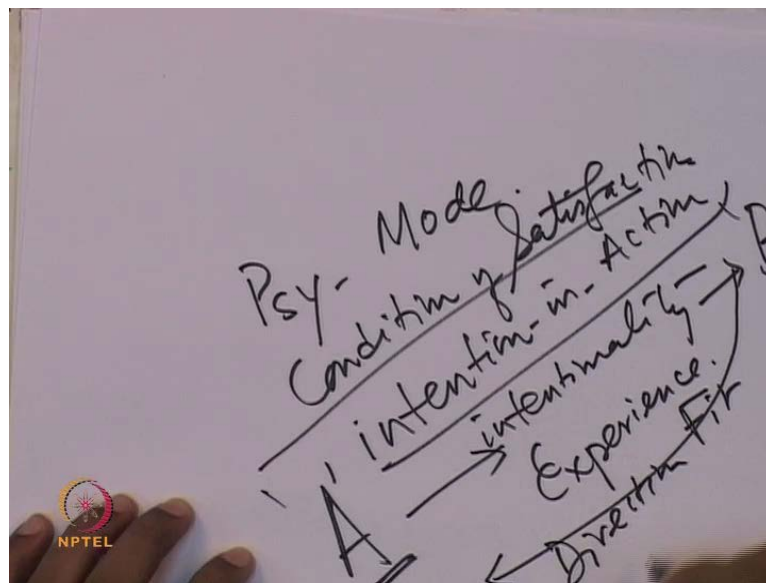 Psy- Mode.
Condition of Satisfaction
intention-in-Action
'A' intentionality
Experience.
Direction Fit
NPTEL